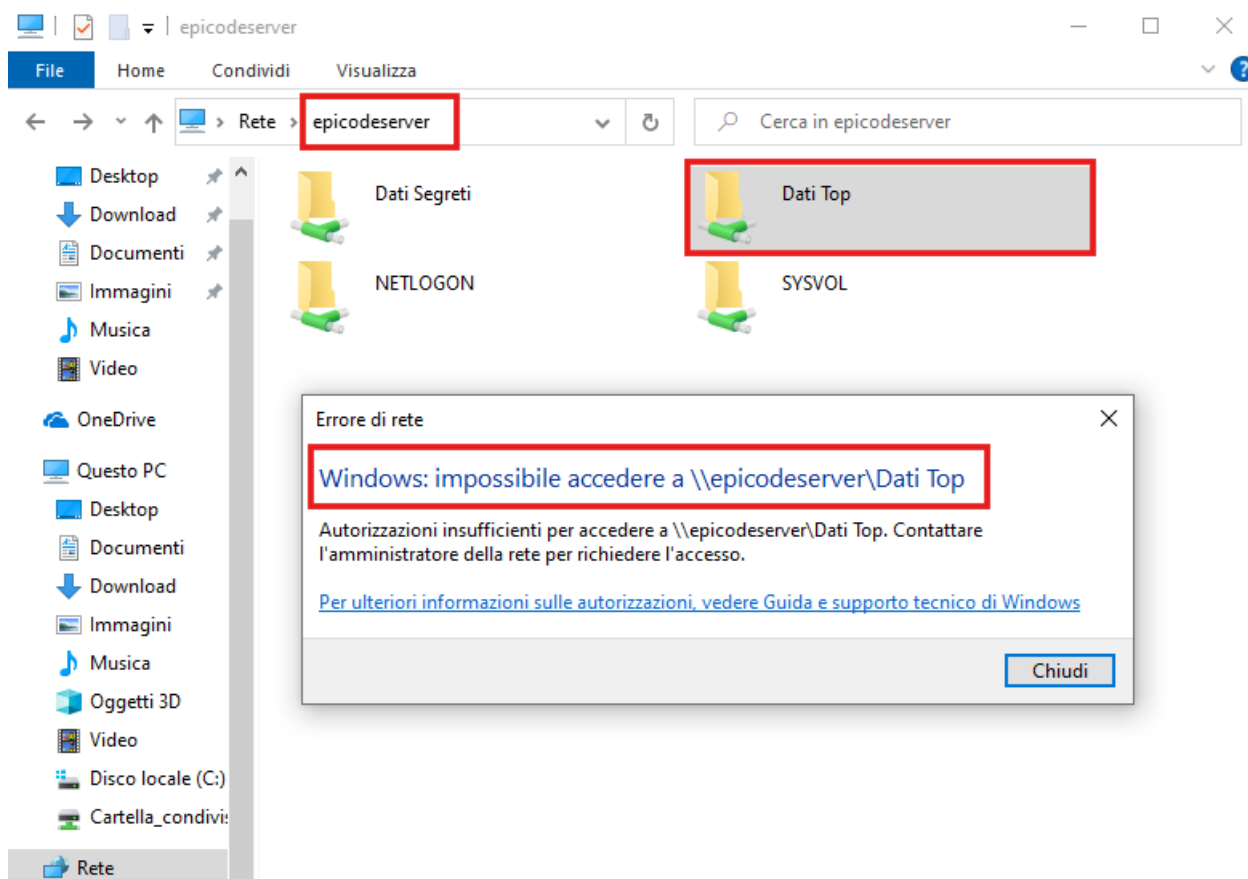 epicodeserver
File Home Condividi Visualizza
Rete epicodeserver Cerca in epicodeserver
Desktop
Download
Documenti
Immagini
Musica
Video
OneDrive
Questo PC
Desktop
Documenti
Download
Immagini
Musica
Oggetti 3D
Video
Disco locale (C:)
Cartella_condivi
Rete
Dati Segreti
Dati Top
NETLOGON
SYSVOL
Errore di rete
Windows: impossibile accedere a \\epicodeserver\Dati Top
Autorizzazioni insufficienti per accedere a \\epicodeserver\Dati Top. Contattare
l'amministratore della rete per richiedere l'accesso.
Per ulteriori informazioni sulle autorizzazioni, vedere Guida e supporto tecnico di Windows
Chiudi